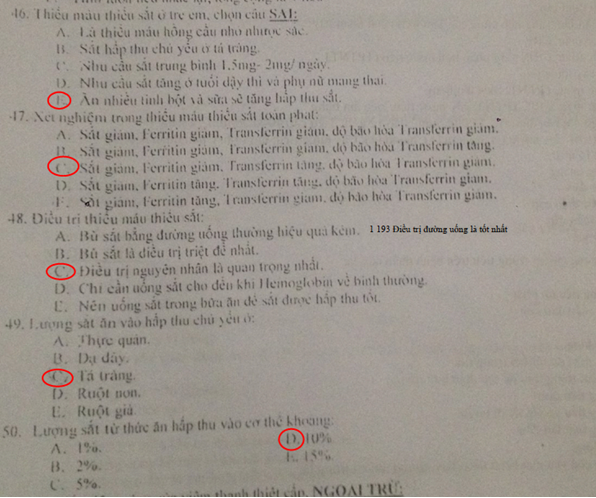 46. Thiếu máu thiếu sắt ở trẻ em, chọn câu SAI:
A. Là thiếu máu hồng cầu nhỏ nhược sắc.
B. Sắt hấp thu chủ yếu ở tá tràng.
C. Nhu cầu sắt trung bình 1,5mg- 2mg/ ngày.
D. Nhu cầu sắt tăng ở tuổi dậy thì và phụ nữ mang thai.
E. Ăn nhiều tinh bột và sữa sẽ tăng hấp thu sắt.
47. Xét nghiệm trong thiếu máu thiếu sắt toàn phát:
A. Sắt giảm, Ferritin giảm, Transferrin giảm, độ bão hòa Transferrin giảm.
B. Sắt giảm, Ferritin giảm, Transferrin giảm, độ bão hòa Transferrin tăng.
C. Sắt giảm, Ferritin giảm, Transferrin tăng, độ bão hòa Transferrin giảm.
D. Sắt giảm, Ferritin tăng, Transferrin tăng, độ bão hòa Transferrin giảm.
E. Sắt giảm, Ferritin tăng, Transferrin giảm, độ bão hòa Transferrin giảm.
48. Điều trị thiếu máu thiếu sắt:
A. Bù sắt bằng đường uống thường hiệu quả kém. 1 193 Điều trị đường uống là tốt nhất
B. Bù sắt là điều trị triệt để nhất.
C. Điều trị nguyên nhân là quan trọng nhất.
D. Chỉ cần uống sắt cho đến khi Hemoglobin về bình thường.
E. Nên uống sắt trong bữa ăn để sắt được hấp thu tốt.
49. Lượng sắt ăn vào hấp thu chủ yếu ở:
A. Thực quản.
B. Dạ dày.
C. Tá tràng.
D. Ruột non.
E. Ruột già.
50. Lượng sắt từ thức ăn hấp thu vào cơ thể khoảng:
A. 1%. D. 10%
B. 2%. E. 15%.
C. 5%.
thanh thiệt cấp, NGOẠI TRỪ: